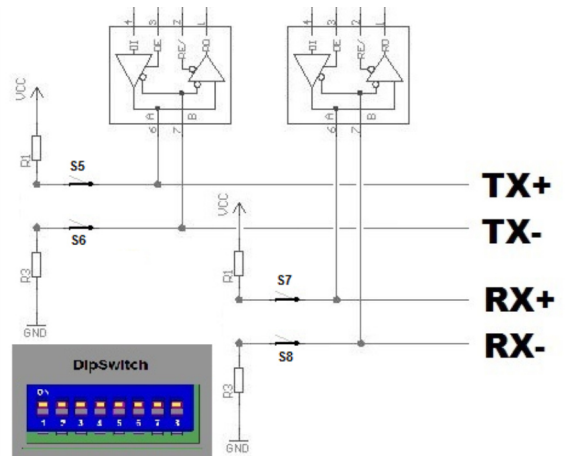 4 3 2 1
DI DE RE/ RO
A B
6 7
4 3 2 1
DI DE RE/ RO
A B
6 7
VCC
R1
S5
TX+
S6
TX-
R3
VCC
R1
S7
RX+
S8
RX-
R3
GND
GND
DipSwitch
ON
1 2 3 4 5 6 7 8